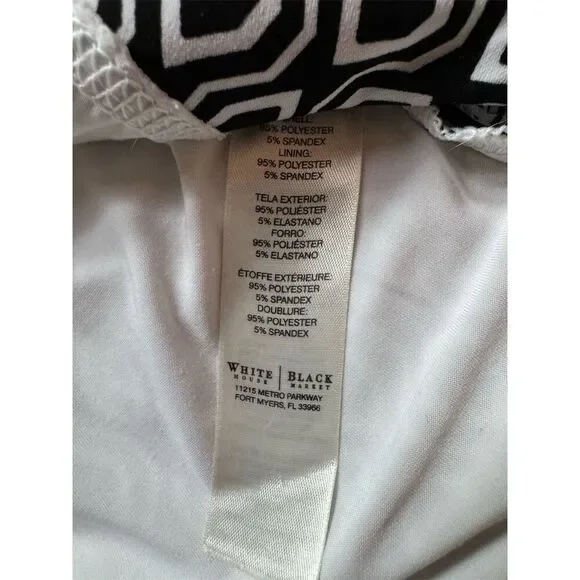 95% POLYESTER
5% SPANDEX
LINING:
95% POLYESTER
5% SPANDEX
TELA EXTERIOR:
95% POLIÉSTER
5% ELASTANO
FORRO:
95% POLIÉSTER
5% ELASTANO
ÉTOFFE EXTÉRIEURE:
95% POLYESTER
5% SPANDEX
DOUBLURE:
95% POLYESTER
5% SPANDEX
WHITE | BLACK
HOUSE | MARKET
11215 METRO PARKWAY
FORT MYERS, FL 33966